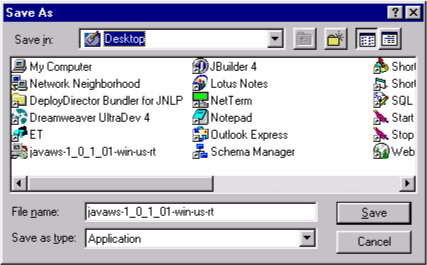 Save As
Save in: Desktop
My Computer
Network Neighborhood
DeployDirector Bundler for JNLP
Dreamweaver UltraDev 4
ET
javaws-1_0_1_01-win-us-rt
JBuilder 4
Lotus Notes
NetTerm
Notepad
Outlook Express
Schema Manager
Short
Short
SQL
Start
Stop
Web
File name: javaws-1_0_1_01-win-us-rt Save
Save as type: Application Cancel